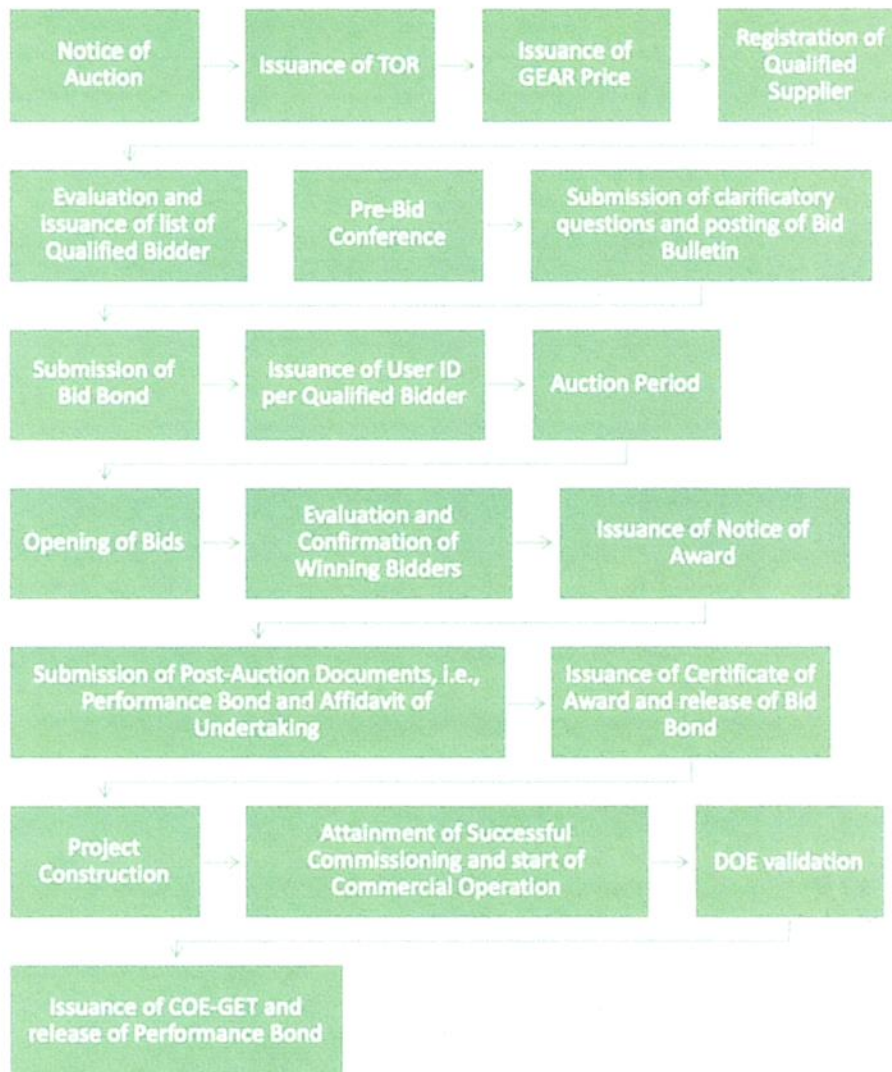 Notice of
Auction
Issuance of TOR
Issuance of
GEAR Price
Registration of
Qualified
Supplier
Evaluation and
issuance of list of
Qualified Bidder
Pre-Bid
Conference
Submission of clarificatory
questions and posting of Bid
Bulletin
Submission of
Bid Bond
Issuance of User ID
per Qualified Bidder
Auction Period
Opening of Bids
Evaluation and
Confirmation of
Winning Bidders
Issuance of Notice of
Award
Submission of Post-Auction Documents, i.e.,
Performance Bond and Affidavit of
Undertaking
Issuance of Certificate of
Award and release of Bid
Bond
Project
Construction
Attainment of Successful
Commissioning and start of
Commercial Operation
DOE validation
Issuance of COE-GET and
release of Performance Bond